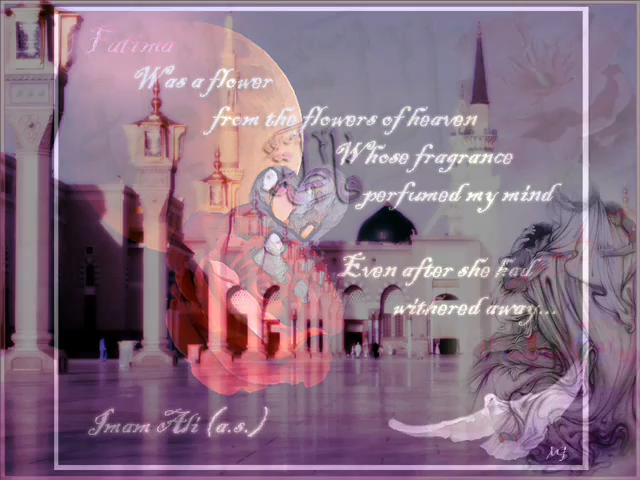 Fatima
Was a flower
from the flowers of heaven
Whose fragrance
perfumed my mind
Even after she had
withered away...
Imam Ali (a.s.)